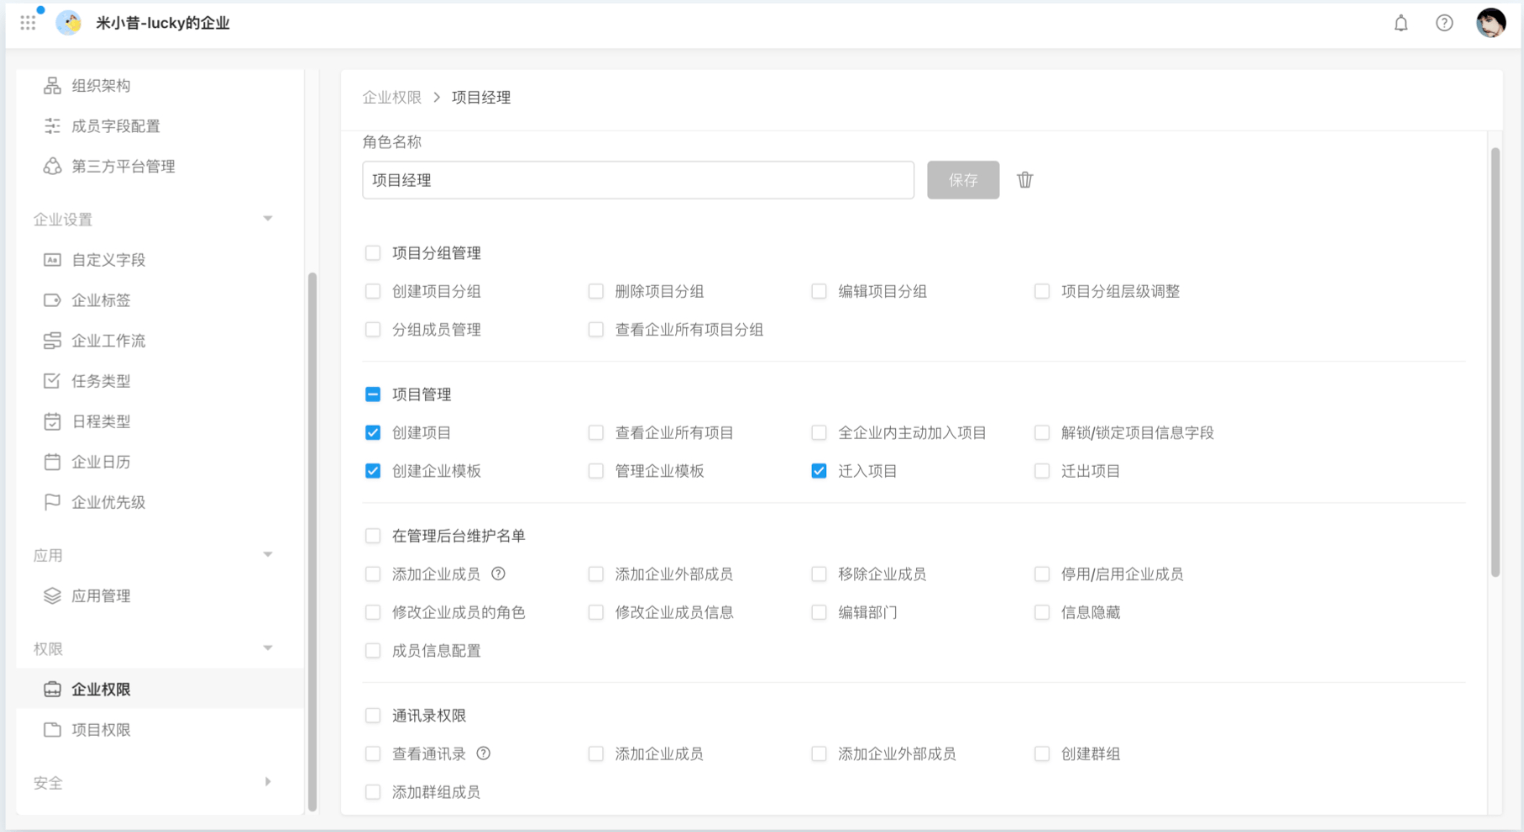 米小昔-lucky的企业
组织架构
成员字段配置
第三方平台管理
企业设置
自定义字段
企业标签
企业工作流
任务类型
日程类型
企业日历
企业优先级
应用
应用管理
权限
企业权限
项目权限
安全
企业权限 > 项目经理
角色名称
项目经理 保存
项目分组管理
创建项目分组 删除项目分组 编辑项目分组 项目分组层级调整
分组成员管理 查看企业所有项目分组
项目管理
创建项目 查看企业所有项目 全企业内主动加入项目 解锁/锁定项目信息字段
创建企业模板 管理企业模板 迁入项目 迁出项目
在管理后台维护名单
添加企业成员 添加企业外部成员 移除企业成员 停用/启用企业成员
修改企业成员的角色 修改企业成员信息 编辑部门 信息隐藏
成员信息配置
通讯录权限
查看通讯录 添加企业成员 添加企业外部成员 创建群组
添加群组成员